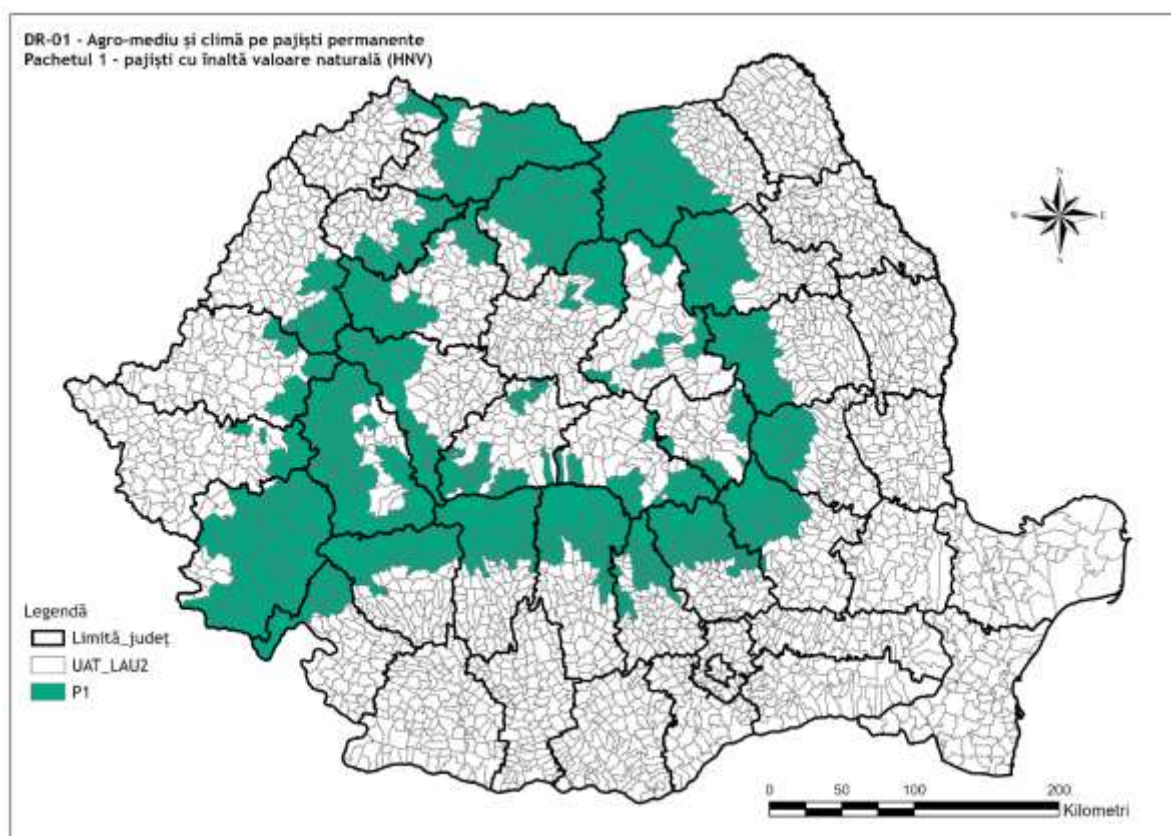 DR-01 - Agro-mediu și climă pe pajiști permanente
Pachetul 1 - pajiști cu înaltă valoare naturală (HNV)
N
E
Legendă
Limită_județ
UAT_LAU2
P1
0 50 100 200
Kilometri